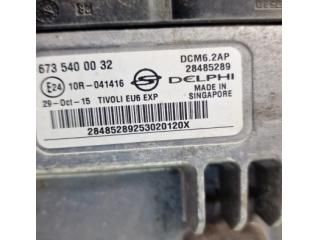 673 540 00 32
DCM6.2AP
28485289
E24 10R-041416
DELPHI
29-Oct-15 TIVOLI EU6 EXP
MADE IN
SINGAPORE
28485289253020120X